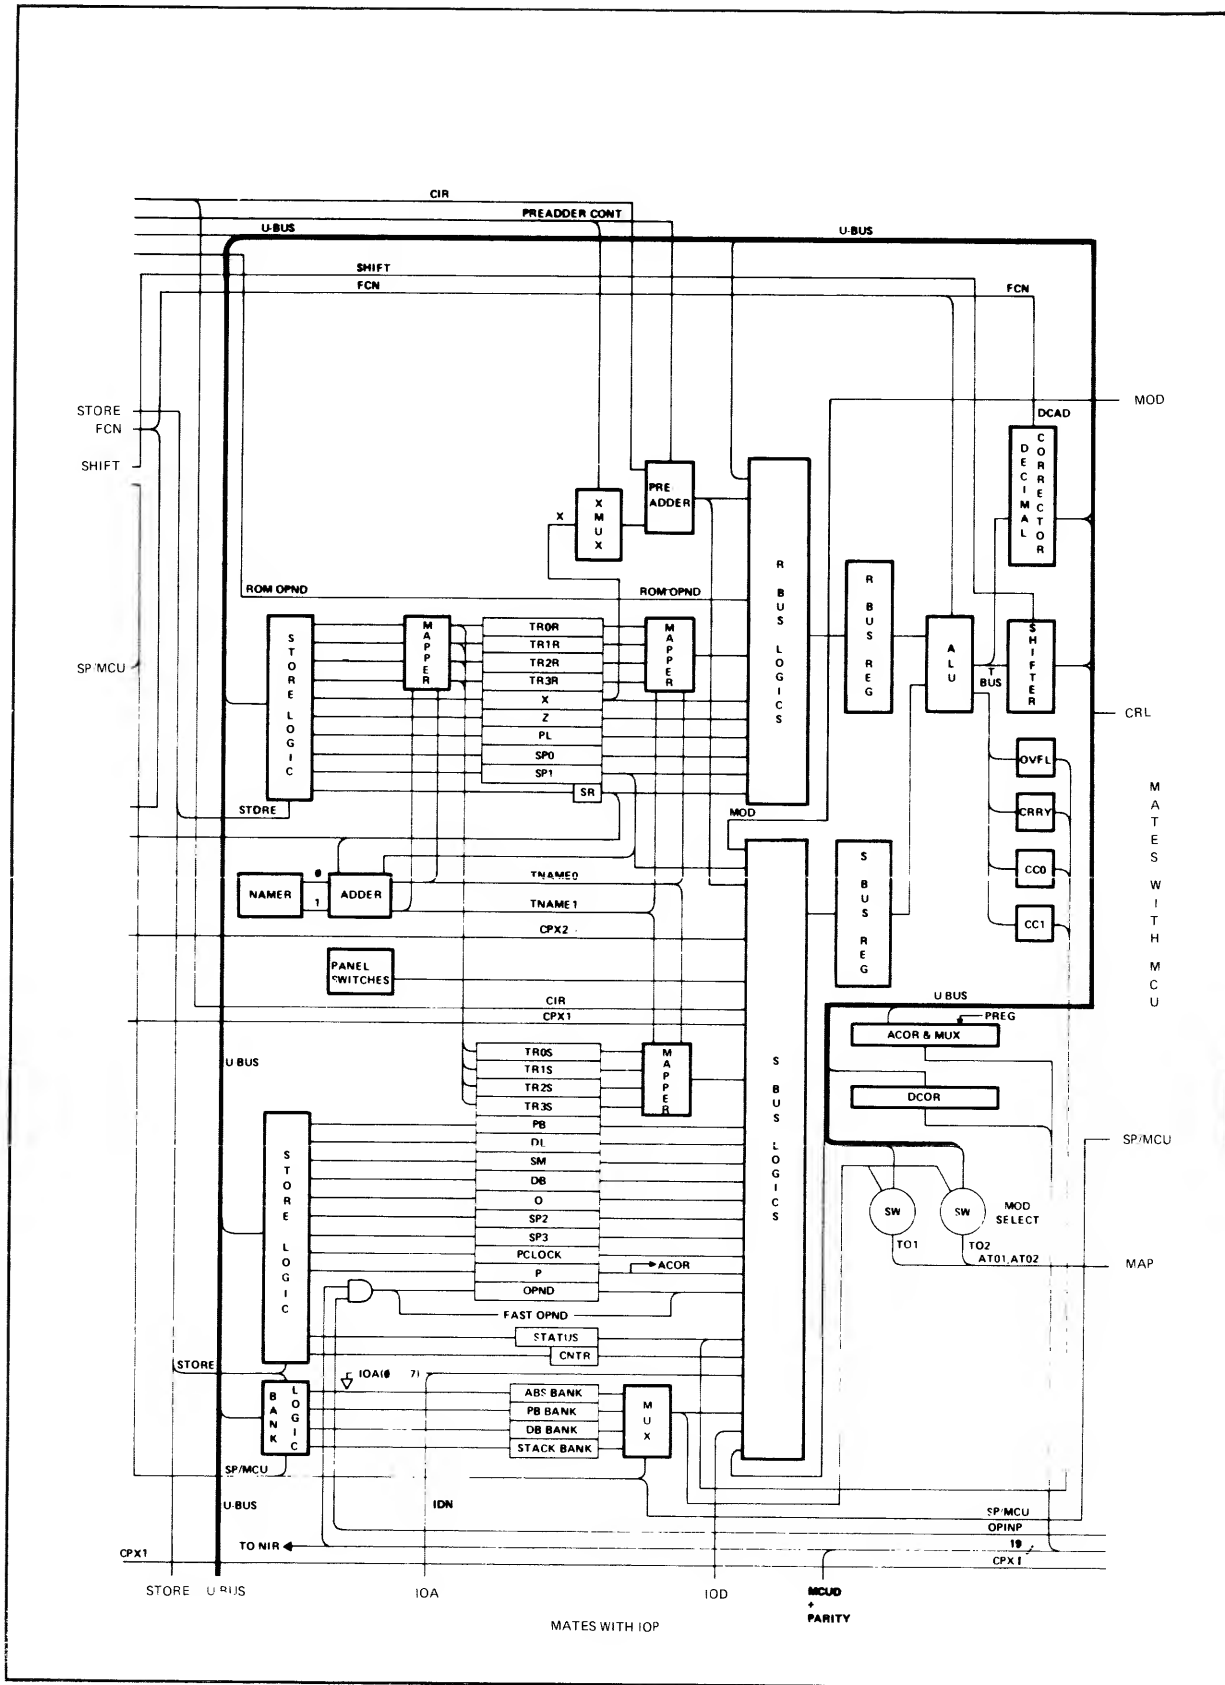 CIR
PREADDER CONT
U-BUS
U-BUS
SHIFT
FCN
FCN
STORE
FCN
SHIFT
MOD
DCAD
DECIMAL CORRECTOR
PRE-ADDER
XMUX
X
ROM OPND
ROM OPND
R BUS LOGICS
R BUS REG
STORE LOGIC
MAPPER
TR0R
TR1R
TR2R
TR3R
X
Z
PL
SP0
SP1
SR
MAPPER
ALU
T BUS
SHIFTER
SP/MCU
CRL
OVFL
CRRY
CC0
CC1
MATES WITH MCU
STORE
MOD
NAMER
0
1
ADDER
TNAME0
TNAME1
S BUS REG
CPX2
PANEL SWITCHES
CIR
CPX1
U BUS
PREG
ACOR & MUX
DCOR
U BUS
TR0S
TR1S
TR2S
TR3S
PB
DL
SM
DB
O
SP2
SP3
PCLOCK
P
OPND
MAPPER
S BUS LOGICS
STORE LOGIC
ACOR
FAST OPND
STATUS
CNTR
SP/MCU
SW
SW
MOD SELECT
TO1
TO2
AT01,AT02
MAP
STORE
IOA(0 7)
BANK LOGIC
ABS BANK
PB BANK
DB BANK
STACK BANK
MUX
SP/MCU
U-BUS
IDN
SP/MCU
OPINP
TO NIR
19
CPX1
CPX1
STORE
U BUS
IOA
IOD
MCUD
+
PARITY
MATES WITH IOP